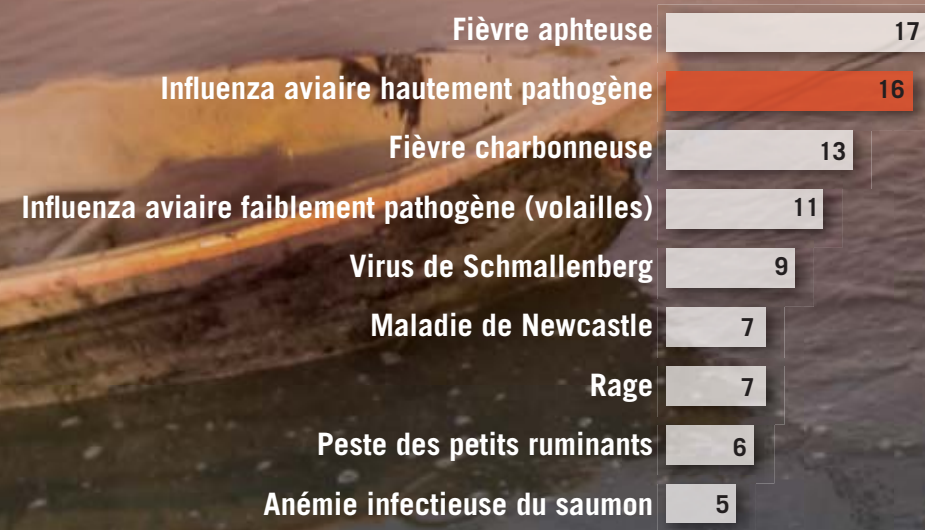 Fièvre aphteuse 17
Influenza aviaire hautement pathogène 16
Fièvre charbonneuse 13
Influenza aviaire faiblement pathogène (volailles) 11
Virus de Schmallenberg 9
Maladie de Newcastle 7
Rage 7
Peste des petits ruminants 6
Anémie infectieuse du saumon 5